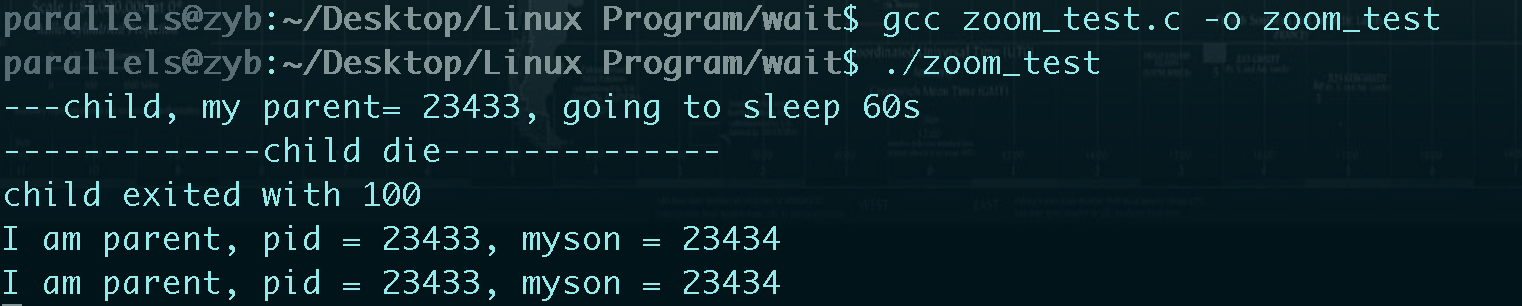 parallels@zyb:~/Desktop/Linux Program/wait$ gcc zoom_test.c -o zoom_test
parallels@zyb:~/Desktop/Linux Program/wait$ ./zoom_test
---child, my parent= 23433, going to sleep 60s
-------------child die--------------
child exited with 100
I am parent, pid = 23433, myson = 23434
I am parent, pid = 23433, myson = 23434